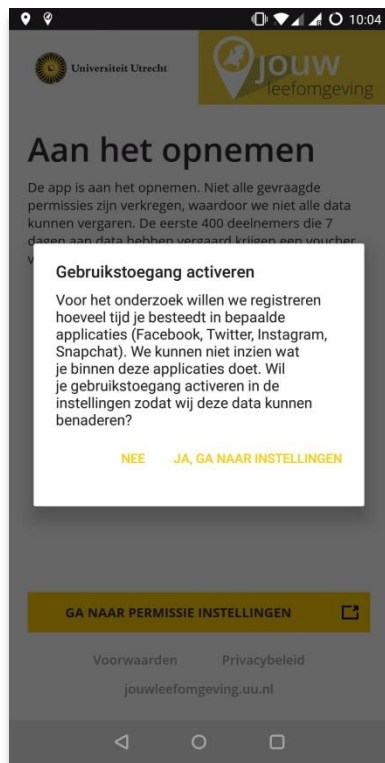 10:04
Universiteit Utrecht
jouw
leefomgeving
Aan het opnemen
De app is aan het opnemen. Niet alle gevraagde
permissies zijn verkregen, waardoor we niet alle data
kunnen vergaren. De eerste 400 deelnemers die 7
dagen aan data hebben vergaard krijgen een voucher
Gebruikstoegang activeren
Voor het onderzoek willen we registreren
hoeveel tijd je besteedt in bepaalde
applicaties (Facebook, Twitter, Instagram,
Snapchat). We kunnen niet inzien wat
je binnen deze applicaties doet. Wil
je gebruikstoegang activeren in de
instellingen zodat wij deze data kunnen
benaderen?
NEE JA, GA NAAR INSTELLINGEN
GA NAAR PERMISSIE INSTELLINGEN
Voorwaarden Privacybeleid
jouwleefomgeving.uu.nl